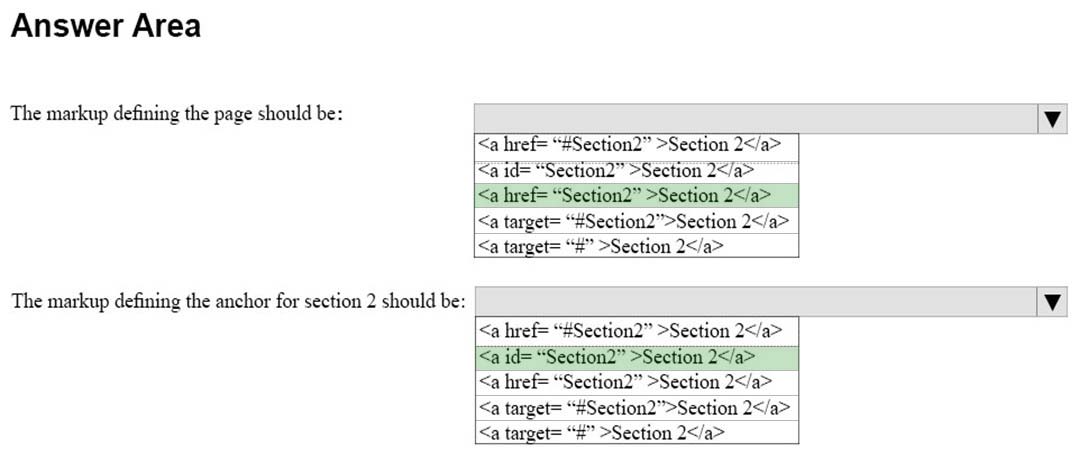 Answer Area
The markup defining the page should be:
▼
<a href= “#Section2” >Section 2</a>
<a id= “Section2” >Section 2</a>
<a href= “Section2” >Section 2</a>
<a target= “#Section2”>Section 2</a>
<a target= “#” >Section 2</a>
The markup defining the anchor for section 2 should be:
▼
<a href= “#Section2” >Section 2</a>
<a id= “Section2” >Section 2</a>
<a href= “Section2” >Section 2</a>
<a target= “#Section2”>Section 2</a>
<a target= “#” >Section 2</a>